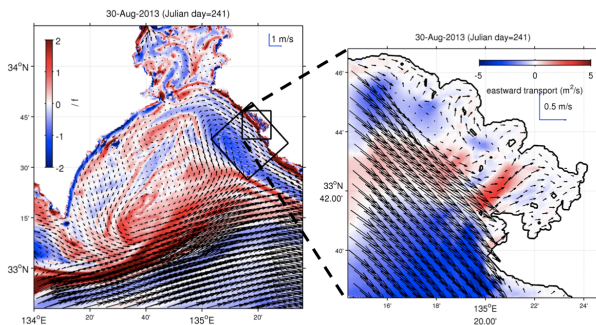 30-Aug-2013 (Julian day=241)
2
1
0
-1
-2
/ f
1 m/s
34°N
45'
30'
15'
33°N
134°E
20'
40'
135°E
20'
30-Aug-2013 (Julian day=241)
-5 0 5
eastward transport (m²/s)
0.5 m/s
46'
44'
33°N
42.00'
40'
15'
16'
18'
135°E
20.00'
22'
24'